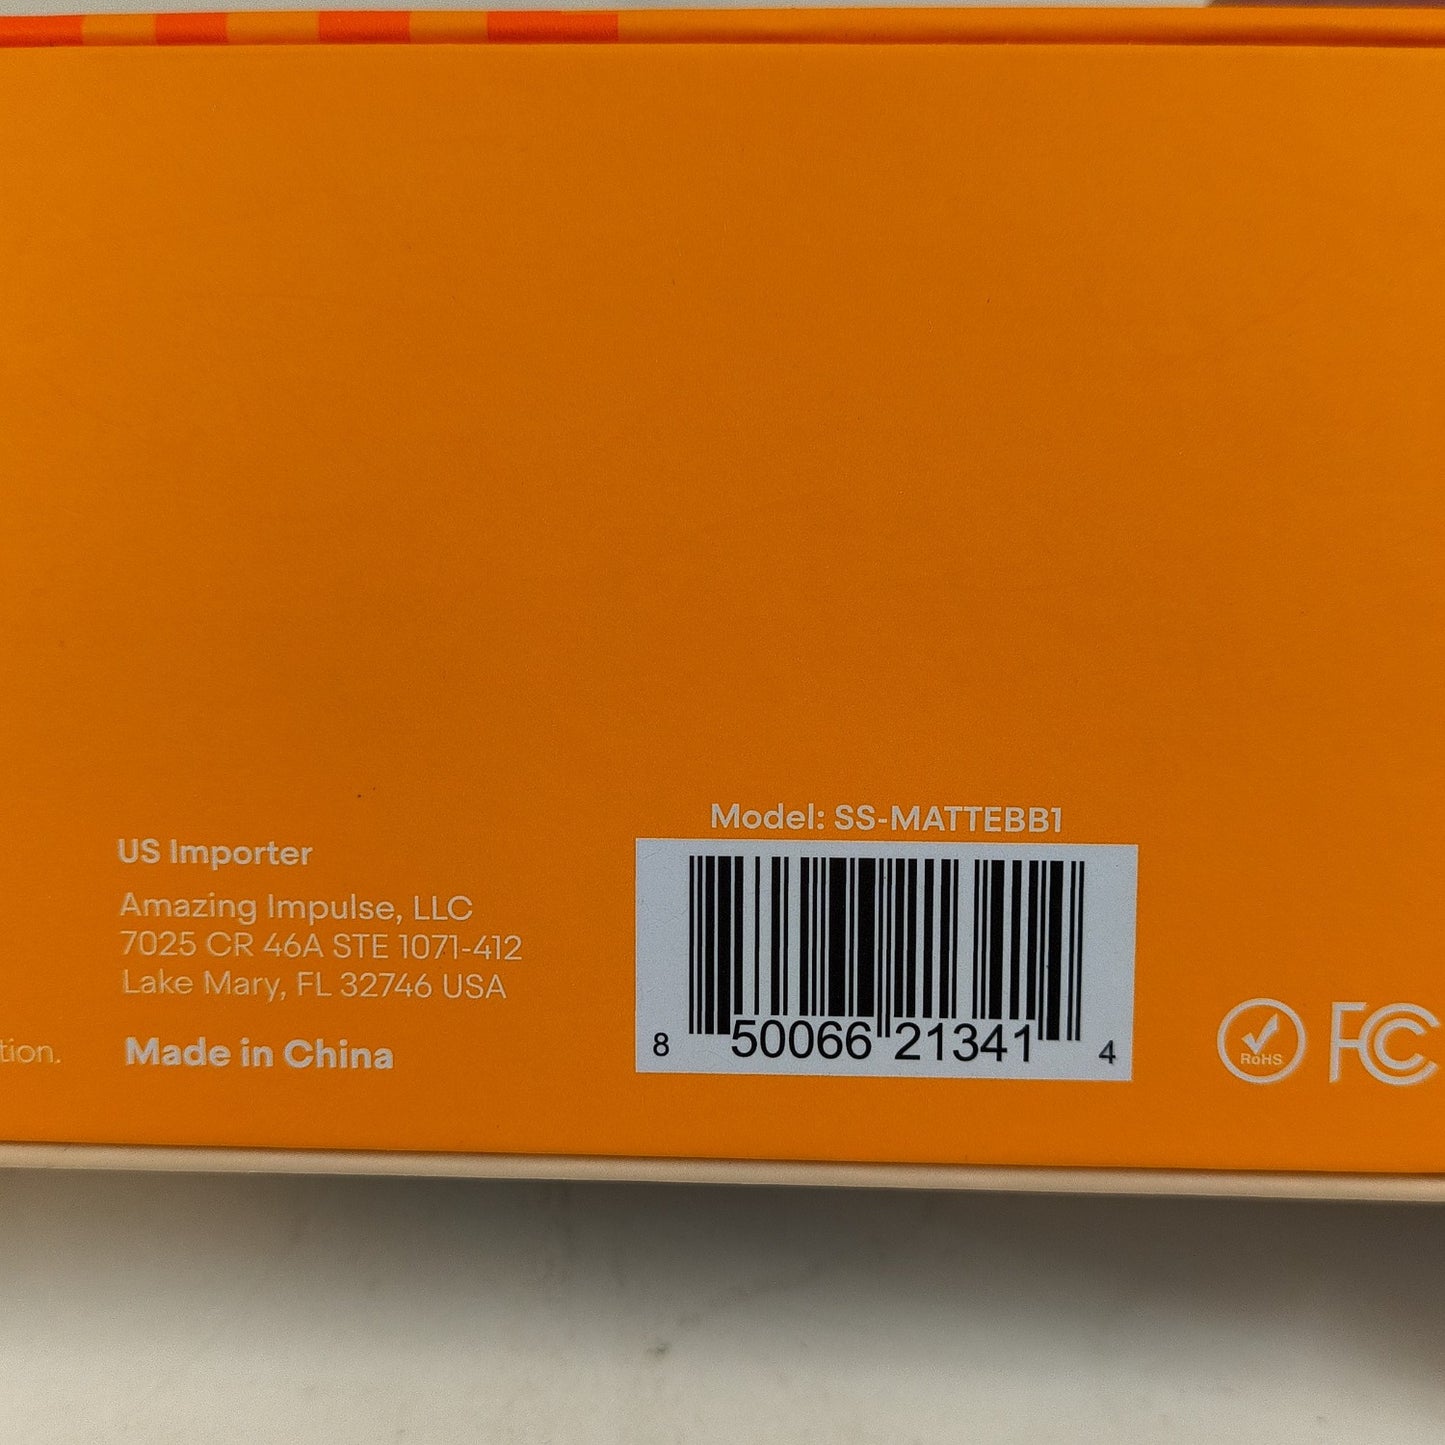 Model: SS-MATTEBB1
US Importer
Amazing Impulse, LLC
7025 CR 46A STE 1071-412
Lake Mary, FL 32746 USA
tion.
Made in China
8 50066 21341 4
RoHS
FC